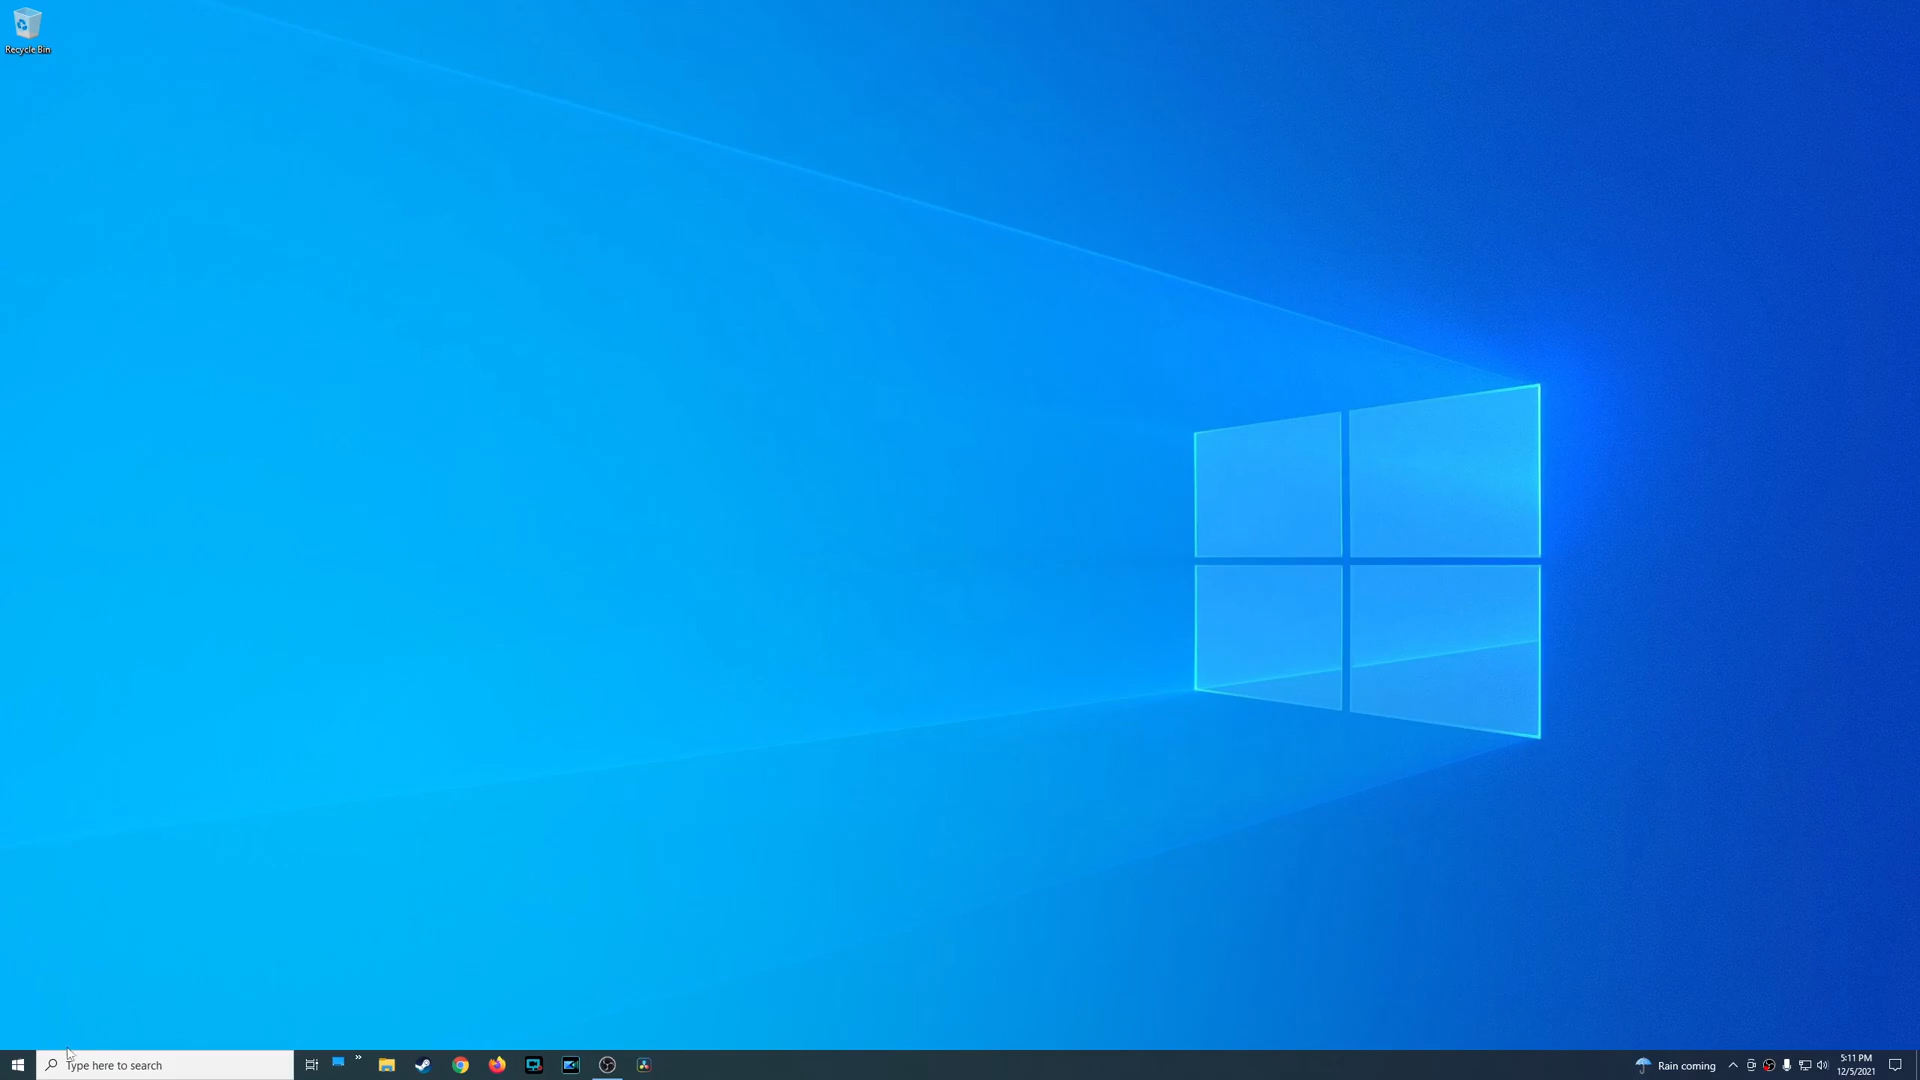 Recycle Bin
Type here to search
Rain coming
5:11 PM
12/5/2021